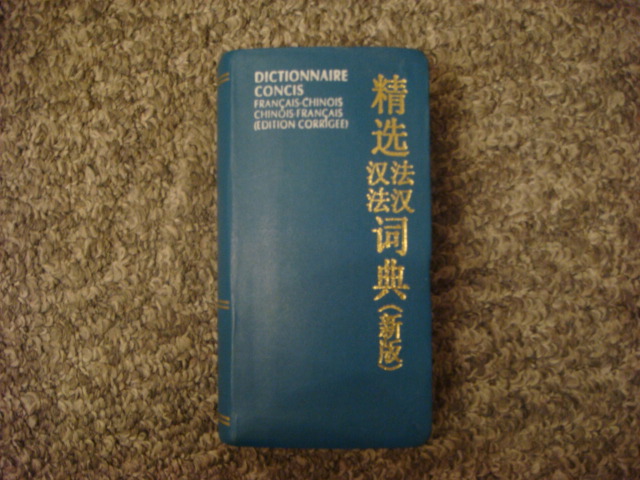 DICTIONNAIRE
CONCIS
FRANÇAIS-CHINOIS
CHINOIS-FRANÇAIS
(EDITION CORRIGEE)
精选
法汉
汉法
词典(新版)